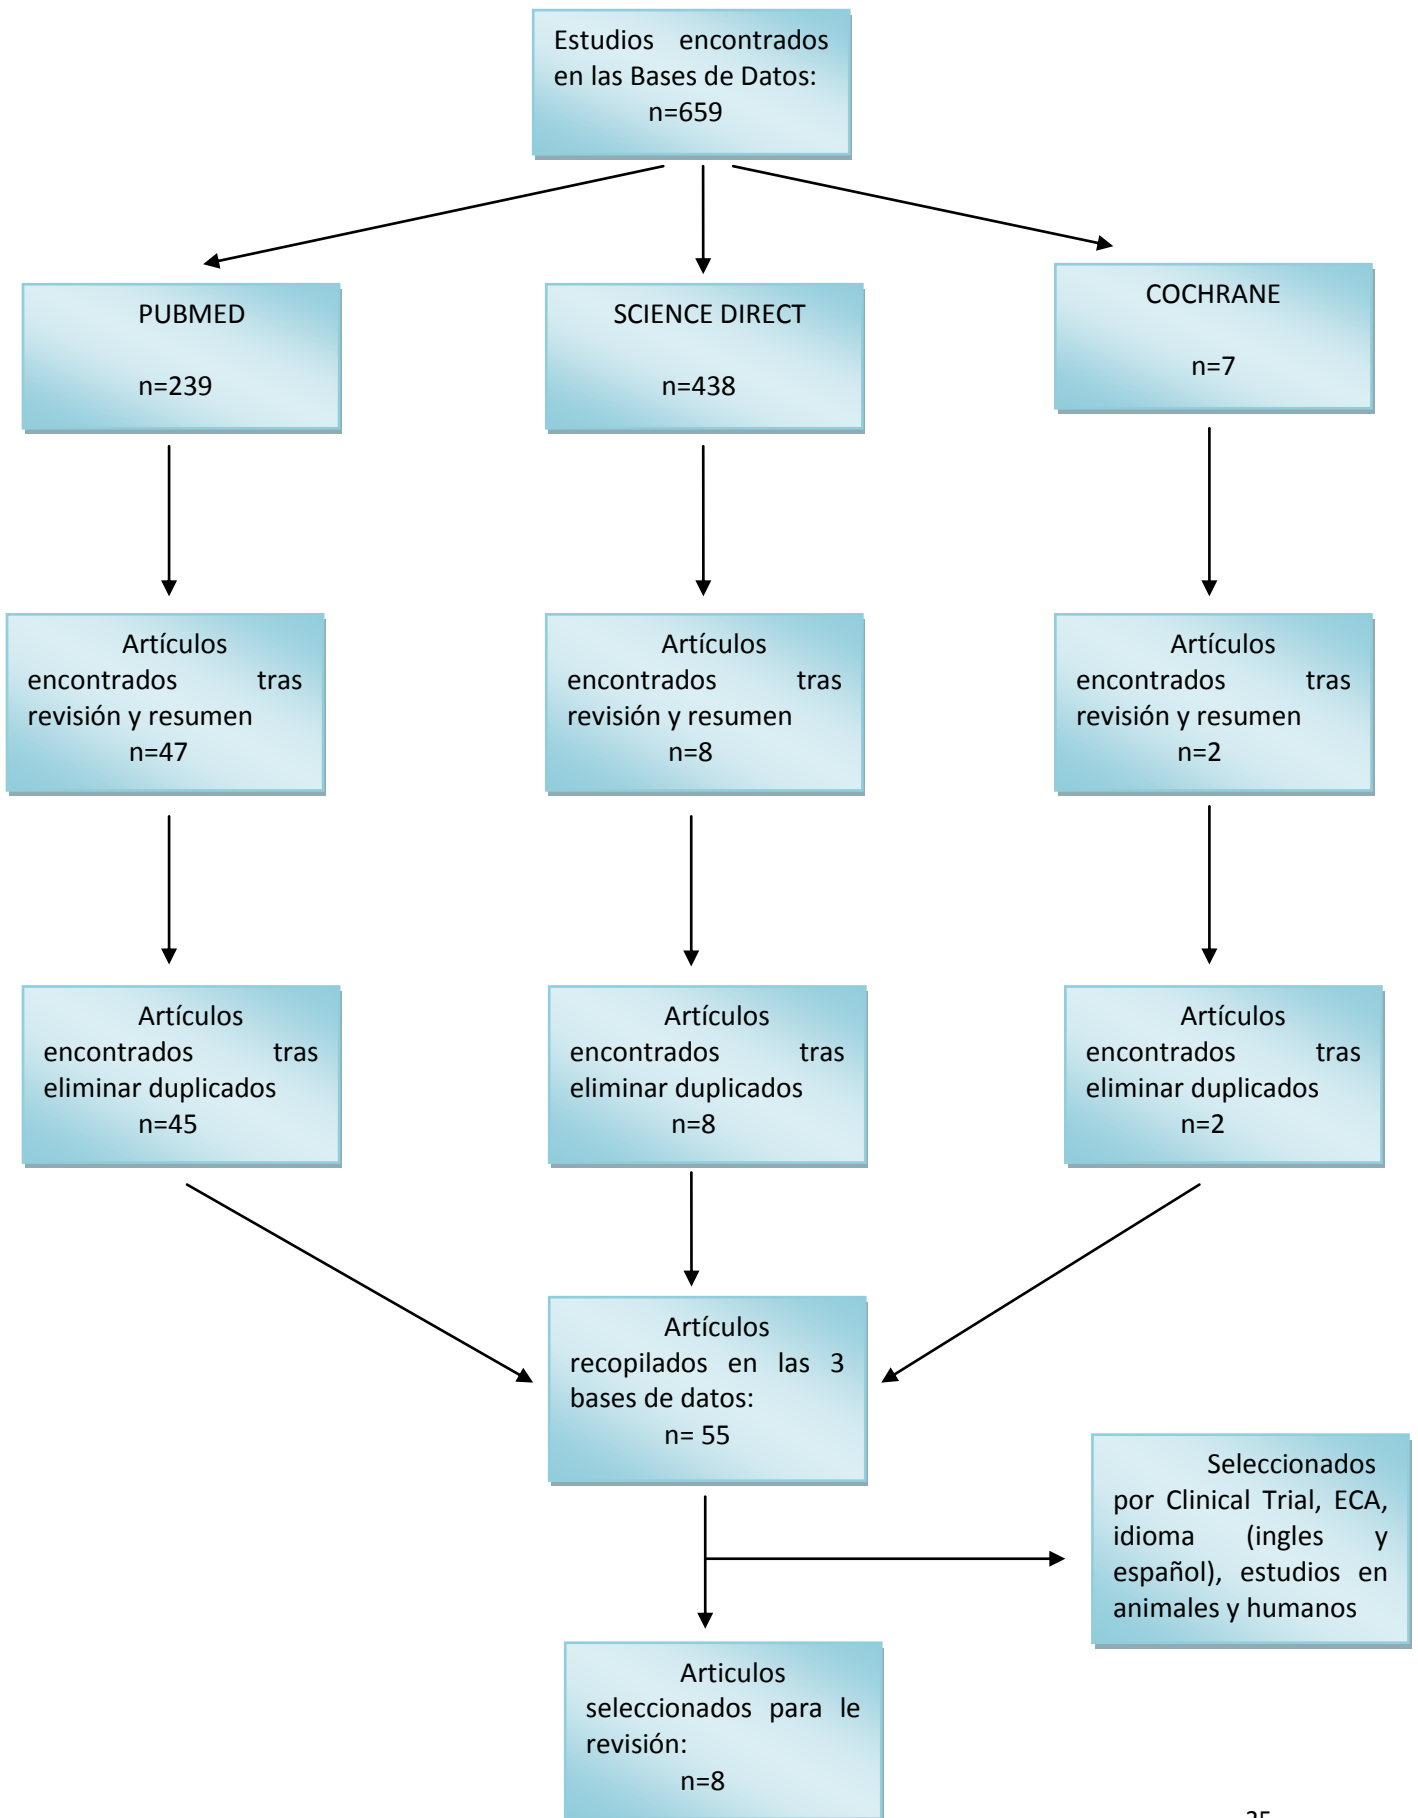 Estudios encontrados
en las Bases de Datos:
n=659
PUBMED
n=239
SCIENCE DIRECT
n=438
COCHRANE
n=7
Artículos
encontrados tras
revisión y resumen
n=47
Artículos
encontrados tras
revisión y resumen
n=8
Artículos
encontrados tras
revisión y resumen
n=2
Artículos
encontrados tras
eliminar duplicados
n=45
Artículos
encontrados tras
eliminar duplicados
n=8
Artículos
encontrados tras
eliminar duplicados
n=2
Artículos
recopilados en las 3
bases de datos:
n= 55
Seleccionados
por Clinical Trial, ECA,
idioma (ingles y
español), estudios en
animales y humanos
Articulos
seleccionados para le
revisión:
n=8